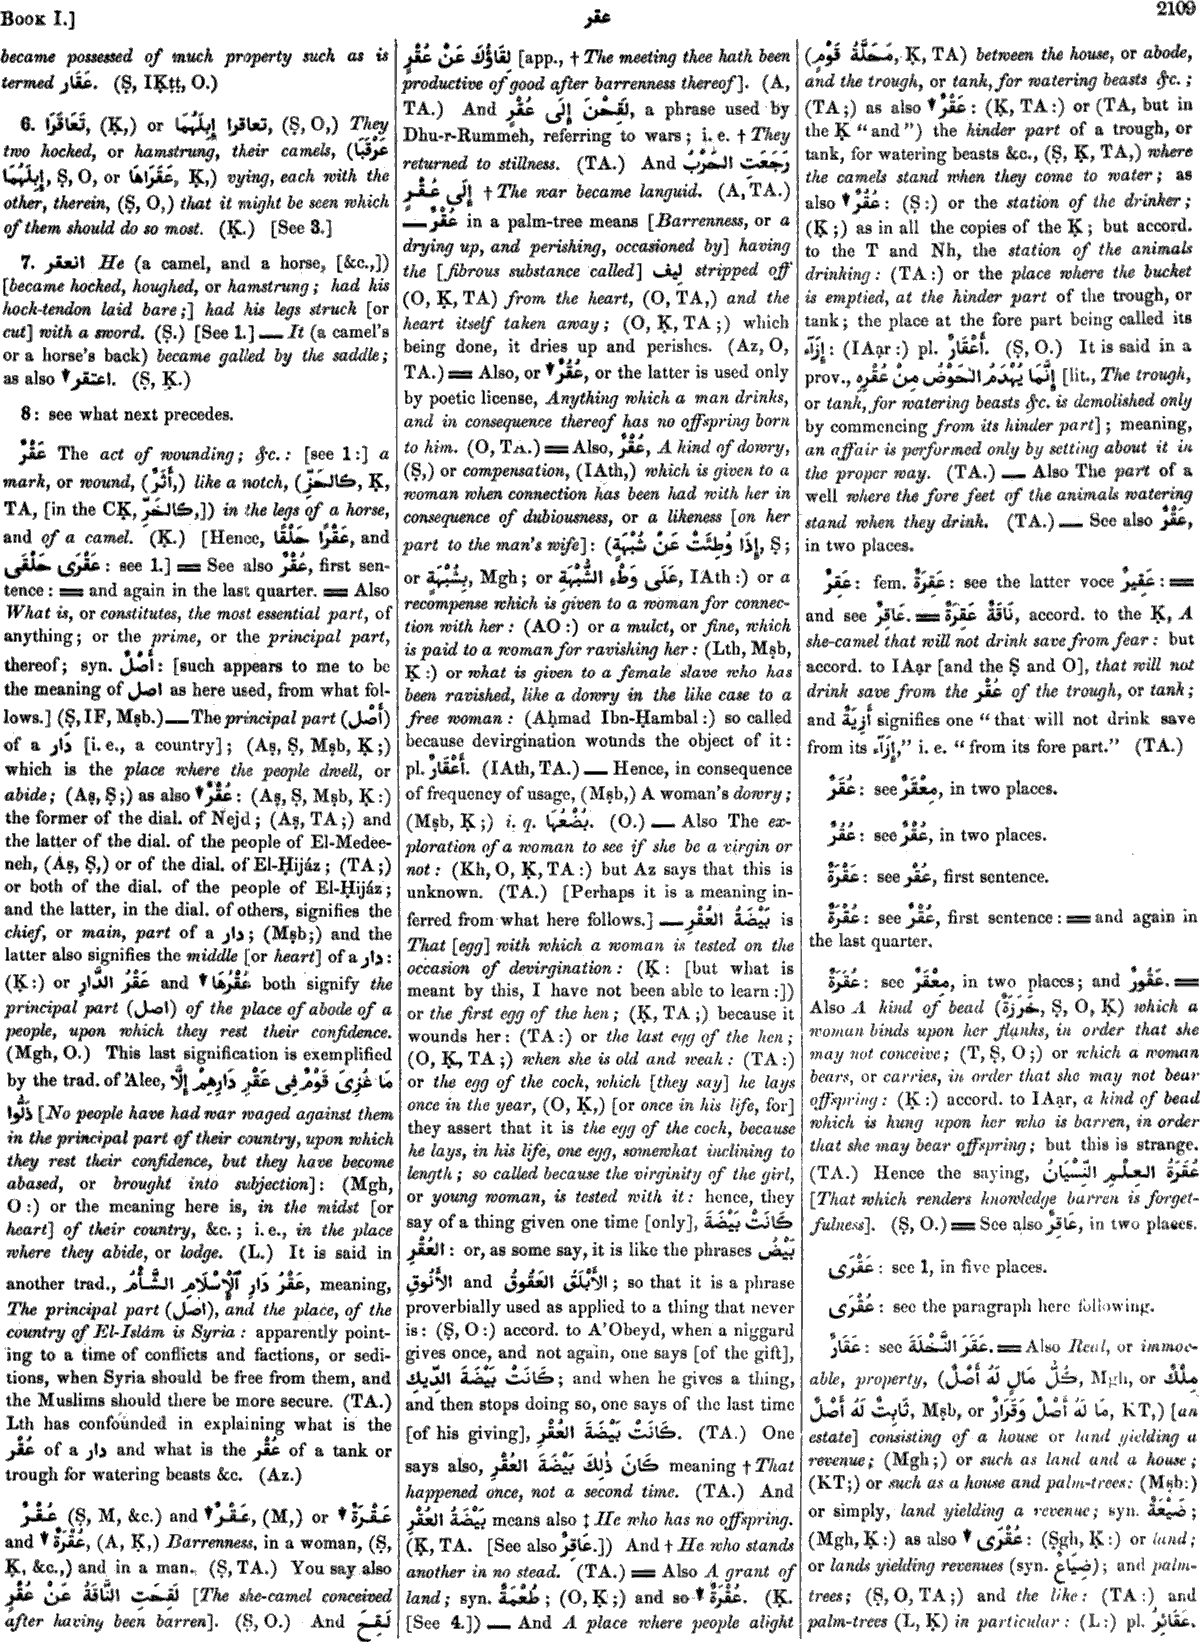 BOOK I.]
عقر
2109
became possessed of much property such as is
termed عَقَار. (Ṣ, IḲṭṭ, O.)
6. تَعَاقَرَا, (Ḳ,) or تعاقرا إِبِلَهُمَا, (Ṣ, O,) They
two hocked, or hamstrung, their camels, (عَرْقَبَا
إِبِلَهُمَا, Ṣ, O, or عَقَرَاهَا, Ḳ,) vying, each with the
other, therein, (Ṣ, O,) that it might be seen which
of them should do so most. (Ḳ.) [See 3.]
7. انعقر He (a camel, and a horse, [&c.,])
[became hocked, houghed, or hamstrung; had his
hock-tendon laid bare;] had his legs struck [or
cut] with a sword. (Ṣ.) [See 1.] — It (a camel's
or a horse's back) became galled by the saddle;
as also ▼ اعتقر. (Ṣ, Ḳ.)
8: see what next precedes.
عَقْرٌ The act of wounding; &c.: [see 1:] a
mark, or wound, (أَثَرٌ,) like a notch, (كَالحَزِّ, Ḳ,
TA, [in the CḲ, كَالخَزِّ,]) in the legs of a horse,
and of a camel. (Ḳ.) [Hence, عَقْرًا حَلْقًا, and
عَقْرَى حَلْقَى: see 1.] = See also عُقْرٌ, first sen-
tence: = and again in the last quarter. = Also
What is, or constitutes, the most essential part, of
anything; or the prime, or the principal part,
thereof; syn. أَصْلٌ: [such appears to me to be
the meaning of اصل as here used, from what fol-
lows.] (Ṣ, IF, Mṣb.) — The principal part (أَصْل)
of a دَار [i. e., a country]; (Aṣ, Ṣ, Mṣb, Ḳ;)
which is the place where the people dwell, or
abide; (Aṣ, Ṣ;) as also ▼ عُقْرٌ: (Aṣ, Ṣ, Mṣb, Ḳ:)
the former of the dial. of Nejd; (Aṣ, TA;) and
the latter of the dial. of the people of El-Medee-
neh, (Aṣ, Ṣ,) or of the dial. of El-Ḥijáz; (TA;)
or both of the dial. of the people of El-Ḥijáz;
and the latter, in the dial. of others, signifies the
chief, or main, part of a دار; (Mṣb;) and the
latter also signifies the middle [or heart] of a دار:
(Ḳ:) or عَقْرُ الدَّارِ and ▼ عُقْرُهَا both signify the
principal part (اصل) of the place of abode of a
people, upon which they rest their confidence.
(Mgh, O.) This last signification is exemplified
by the trad. of 'Alee, مَا غُزِىَ قَوْمٌ فِى عَقْرِ دَارِهِمْ إِلَّا
ذَلُّوا [No people have had war waged against them
in the principal part of their country, upon which
they rest their confidence, but they have become
abased, or brought into subjection]: (Mgh,
O:) or the meaning here is, in the midst [or
heart] of their country, &c.; i. e., in the place
where they abide, or lodge. (L.) It is said in
another trad., عَقْرُ دَارِ الْإِسْلَامِ الشَّأْمُ, meaning,
The principal part (اصل), and the place, of the
country of El-Islám is Syria: apparently point-
ing to a time of conflicts and factions, or sedi-
tions, when Syria should be free from them, and
the Muslims should there be more secure. (TA.)
Lth has confounded in explaining what is the
عُقْر of a دار and what is the عُقْر of a tank or
trough for watering beasts &c. (Az.)
عُقْرٌ (Ṣ, M, &c.) and ▼ عَقْرٌ, (M,) or ▼ عَقْرَةٌ
and ▼ عُقْرَةٌ, (A, Ḳ,) Barrenness, in a woman, (Ṣ,
Ḳ, &c.,) and in a man. (Ṣ, TA.) You say also
لَقِحَتِ النَّاقَةُ عَنْ عُقْرٍ [The she-camel conceived
after having been barren]. (Ṣ, O.) And لَقِحَ
لِقَاؤُكَ عَنْ عُقْرٍ [app., † The meeting thee hath been
productive of good after barrenness thereof]. (A,
TA.) And لَقِحْنَ إِلَى عُقْرٍ, a phrase used by
Dhu-r-Rummeh, referring to wars; i. e. † They
returned to stillness. (TA.) And رَجَعَتِ الحَرْبُ
إِلَى عُقْرٍ † The war became languid. (A, TA.)
— عُقْرٌ in a palm-tree means [Barrenness, or a
drying up, and perishing, occasioned by] having
the [fibrous substance called] لِيف stripped off
(O, Ḳ, TA) from the heart, (O, TA,) and the
heart itself taken away; (O, Ḳ, TA;) which
being done, it dries up and perishes. (Az, O,
TA.) = Also, or ▼ عُقُرٌ, or the latter is used only
by poetic license, Anything which a man drinks,
and in consequence thereof has no offspring born
to him. (O, TA.) = Also, عُقْرٌ, A kind of dowry,
(Ṣ,) or compensation, (IAth,) which is given to a
woman when connection has been had with her in
consequence of dubiousness, or a likeness [on her
part to the man's wife]: (إِذَا وُطِئَتْ عَنْ شُبْهَةٍ, Ṣ;
or بِشُبْهَةٍ, Mgh; or عَلَى وَطْءِ الشُّبْهَةِ, IAth:) or a
recompense which is given to a woman for connec-
tion with her: (AO:) or a mulct, or fine, which
is paid to a woman for ravishing her: (Lth, Mṣb,
Ḳ:) or what is given to a female slave who has
been ravished, like a dowry in the like case to a
free woman: (Aḥmad Ibn-Ḥambal:) so called
because devirgination wounds the object of it:
pl. أَعْقَارٌ. (IAth, TA.) — Hence, in consequence
of frequency of usage, (Mṣb,) A woman's dowry;
(Mṣb, Ḳ;) i. q. بُضْعُهَا. (O.) — Also The ex-
ploration of a woman to see if she be a virgin or
not: (Kh, O, Ḳ, TA:) but Az says that this is
unknown. (TA.) [Perhaps it is a meaning in-
ferred from what here follows.] — بَيْضَةُ العُقْرِ is
That [egg] with which a woman is tested on the
occasion of devirgination: (Ḳ: [but what is
meant by this, I have not been able to learn:])
or the first egg of the hen; (Ḳ, TA;) because it
wounds her: (TA:) or the last egg of the hen;
(O, Ḳ, TA;) when she is old and weak: (TA:)
or the egg of the cock, which [they say] he lays
once in the year, (O, Ḳ,) [or once in his life, for]
they assert that it is the egg of the cock, because
he lays, in his life, one egg, somewhat inclining to
length; so called because the virginity of the girl,
or young woman, is tested with it: hence, they
say of a thing given one time [only], كَانَتْ بَيْضَةَ
العُقْرِ: or, as some say, it is like the phrases بَيْضُ
الأَنُوقِ and الأَبْلَقُ العَقُوقُ; so that it is a phrase
proverbially used as applied to a thing that never
is: (Ṣ, O:) accord. to A'Obeyd, when a niggard
gives once, and not again, one says [of the gift],
كَانَتْ بَيْضَةَ الدِّيكِ; and when he gives a thing,
and then stops doing so, one says of the last time
[of his giving], كَانَتْ بَيْضَةَ العُقْرِ. (TA.) One
says also, كَانَ ذٰلِكَ بَيْضَةَ العُقْرِ meaning † That
happened once, not a second time. (TA.) And
بَيْضَةُ العُقْرِ means also ‡ He who has no offspring.
(Ḳ, TA. [See also عَاقِرٌ.]) And † He who stands
another in no stead. (TA.) = Also A grant of
land; syn. طُعْمَةٌ; (O, Ḳ;) and so ▼ عُقْرَةٌ. (Ḳ.
[See 4.]) — And A place where people alight
(مَحَلَّةُ قَوْمٍ, Ḳ, TA) between the house, or abode,
and the trough, or tank, for watering beasts &c.;
(TA;) as also ▼ عَقْرٌ: (Ḳ, TA:) or (TA, but in
the Ḳ "and") the hinder part of a trough, or
tank, for watering beasts &c., (Ṣ, Ḳ, TA,) where
the camels stand when they come to water; as
also ▼ عُقُرٌ: (Ṣ:) or the station of the drinker;
(Ḳ;) as in all the copies of the Ḳ; but accord.
to the T and Nh, the station of the animals
drinking: (TA:) or the place where the bucket
is emptied, at the hinder part of the trough, or
tank; the place at the fore part being called its
إِزَآء: (IAạr:) pl. أَعْقَارٌ. (Ṣ, O.) It is said in a
prov., إِنَّمَا يُهْدَمُ الحَوْضُ مِنْ عُقْرِهِ [lit., The trough,
or tank, for watering beasts &c. is demolished only
by commencing from its hinder part]; meaning,
an affair is performed only by setting about it in
the proper way. (TA.) — Also The part of a
well where the fore feet of the animals watering
stand when they drink. (TA.) — See also عَقْرٌ,
in two places.
عَقِرٌ: fem. عَقِرَةٌ: see the latter voce عَقِيرٌ: =
and see عَاقِرٌ. = نَاقَةٌ عَقِرَةٌ, accord. to the Ḳ, A
she-camel that will not drink save from fear: but
accord. to IAạr [and the Ṣ and O], that will not
drink save from the عُقْر of the trough, or tank;
and أَزِيَةٌ signifies one "that will not drink save
from its إِزَآء," i. e. "from its fore part." (TA.)
عُقَرٌ: see مِعْقَرٌ, in two places.
عُقُرٌ: see عُقْرٌ, in two places.
عَقْرَةٌ: see عُقْرٌ, first sentence.
عُقْرَةٌ: see عُقْرٌ, first sentence: = and again in
the last quarter.
عُقَرَةٌ: see مِعْقَرٌ, in two places; and عَقُورٌ. =
Also A kind of bead (خَرَزَةٌ, Ṣ, O, Ḳ) which a
woman binds upon her flanks, in order that she
may not conceive; (T, Ṣ, O;) or which a woman
bears, or carries, in order that she may not bear
offspring: (Ḳ:) accord. to IAạr, a kind of bead
which is hung upon her who is barren, in order
that she may bear offspring; but this is strange.
(TA.) Hence the saying, عُقَرَةُ العِلْمِ النِّسْيَانُ
[That which renders knowledge barren is forget-
fulness]. (Ṣ, O.) = See also عَاقِرٌ, in two places.
عَقْرَى: see 1, in five places.
عُقْرَى: see the paragraph here following.
عَقَارٌ: see عَقَرَ النَّخْلَةَ. = Also Real, or immov-
able, property, (كُلُّ مَالٍ لَهُ أَصْلٌ, Mgh, or مِلْكٌ
ثَابِتٌ لَهُ أَصْلٌ, Mṣb, or مَا لَهُ أَصْلٌ وَقَرَارٌ, KT,) [an
estate] consisting of a house or land yielding a
revenue; (Mgh;) or such as land and a house;
(KT;) or such as a house and palm-trees: (Mṣb:)
or simply, land yielding a revenue; syn. ضَيْعَةٌ;
(Mgh, Ḳ:) as also ▼ عُقْرَى: (Ṣgh, Ḳ:) or land;
or lands yielding revenues (syn. ضِيَاعٌ); and palm-
trees; (Ṣ, O, TA;) and the like: (TA:) and
palm-trees (L, Ḳ) in particular: (L:) pl. عَقَائِرُ.